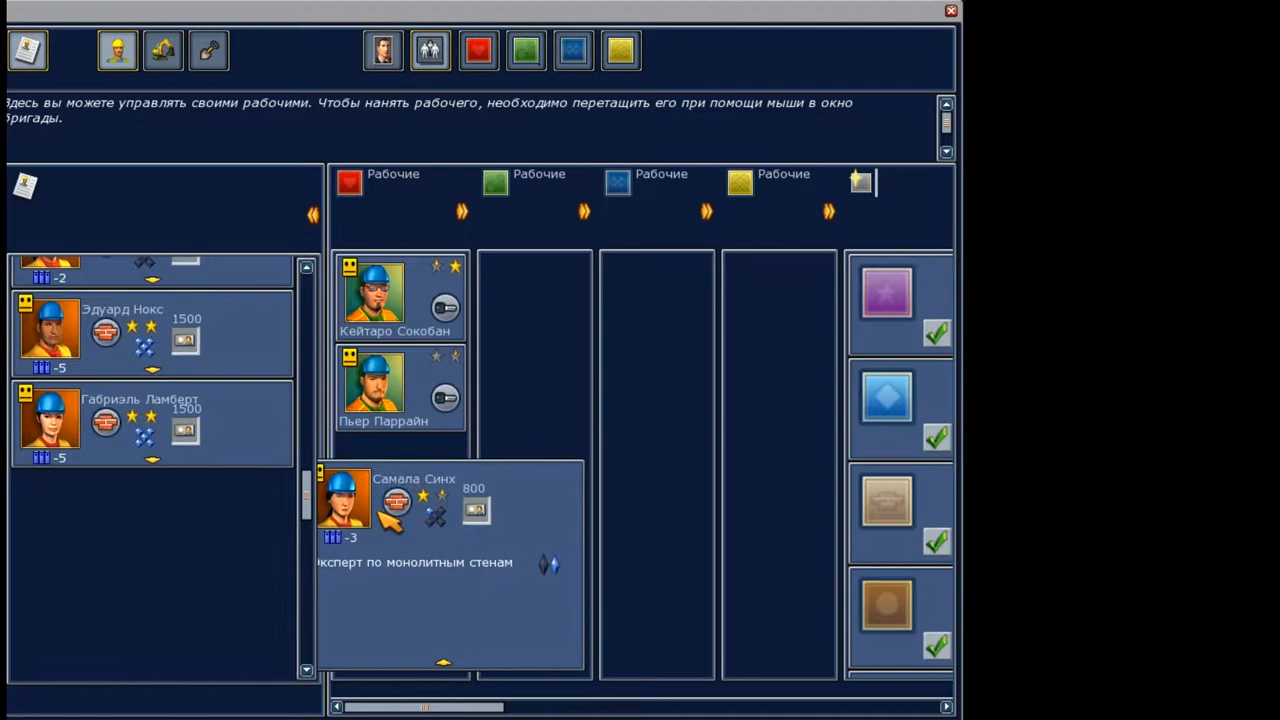 Здесь вы можете управлять своими рабочими. Чтобы нанять рабочего, необходимо перетащить его при помощи мыши в окно
бригады.
Рабочие
Рабочие
Рабочие
Рабочие
-2
Эдуард Нокс
1500
-5
Габриэль Ламберт
1500
-5
Кейтаро Сокобан
Пьер Паррайн
Самала Синх
800
-3
Эксперт по монолитным стенам